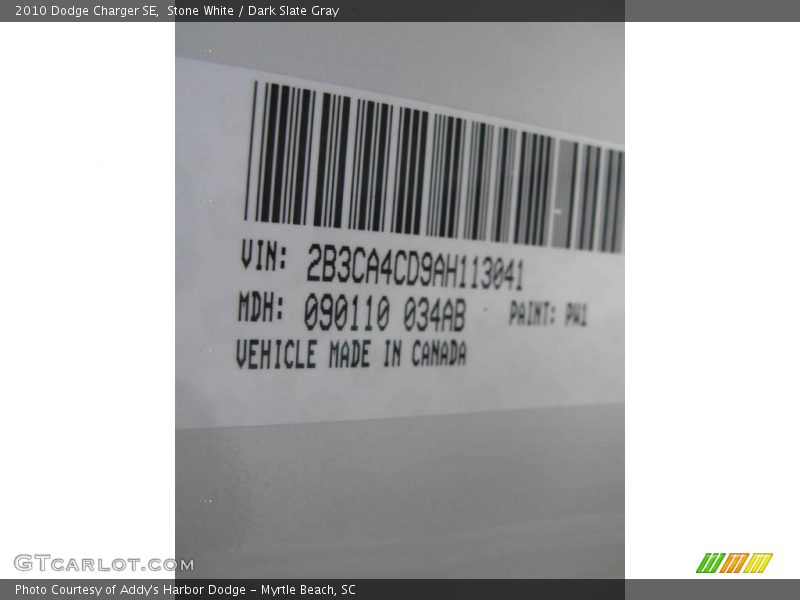 2010 Dodge Charger SE,  Stone White / Dark Slate Gray
VIN: 2B3CA4CD9AH113041
MDH: 090110 034AB PAINT: PW1
VEHICLE MADE IN CANADA
GTCARLOT.COM
Photo Courtesy of Addy's Harbor Dodge - Myrtle Beach, SC